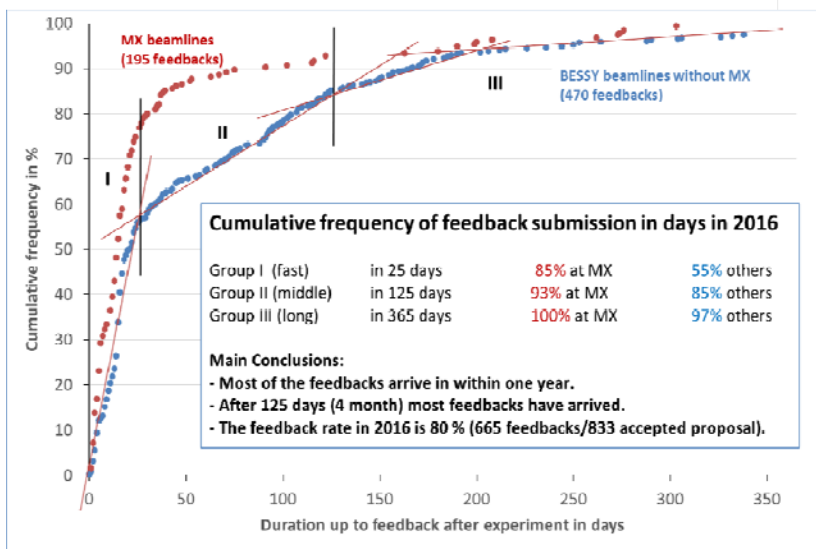 100
90
80
70
60
50
40
30
20
10
0
Cumulative frequency in %
MX beamlines
(195 feedbacks)
I
II
III
BESSY beamlines without MX
(470 feedbacks)
Cumulative frequency of feedback submission in days in 2016
Group I (fast) in 25 days 85% at MX 55% others
Group II (middle) in 125 days 93% at MX 85% others
Group III (long) in 365 days 100% at MX 97% others
Main Conclusions:
- Most of the feedbacks arrive in within one year.
- After 125 days (4 month) most feedbacks have arrived.
- The feedback rate in 2016 is 80 % (665 feedbacks/833 accepted proposal).
0 50 100 150 200 250 300 350
Duration up to feedback after experiment in days